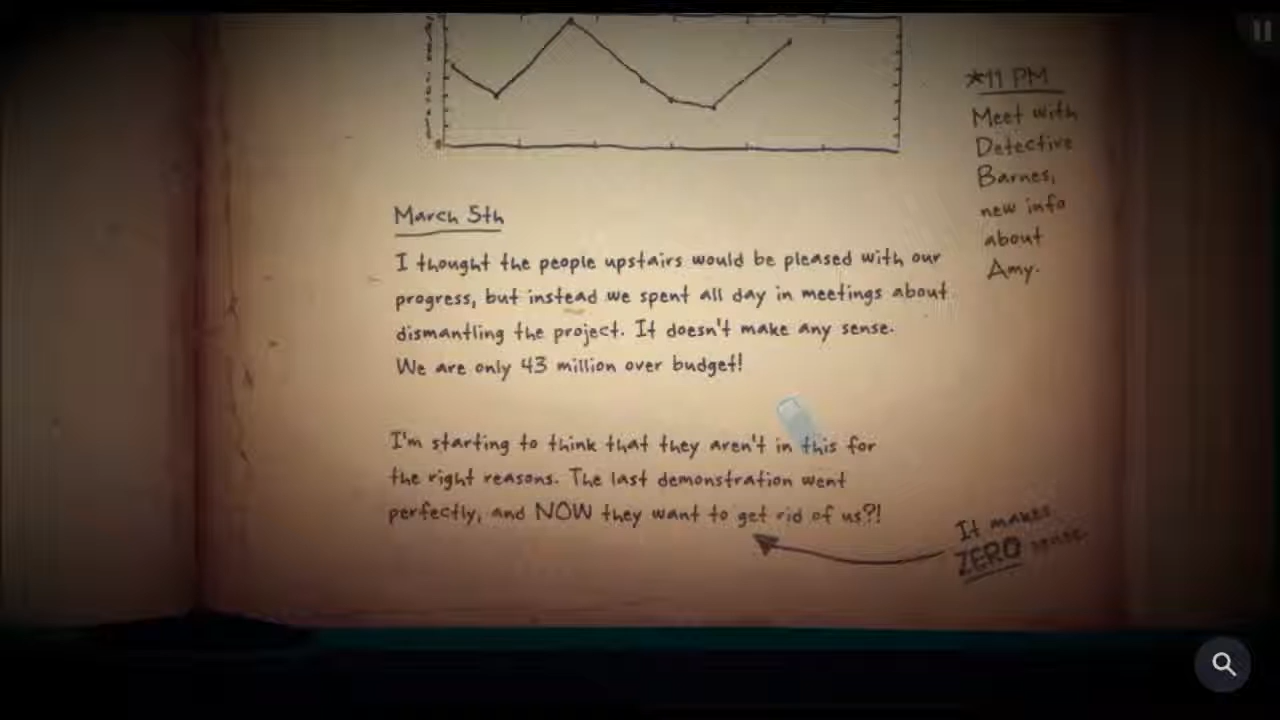 *11 PM
Meet with
Detective
Barnes,
new info
about
Amy.
March 5th
I thought the people upstairs would be pleased with our
progress, but instead we spent all day in meetings about
dismantling the project. It doesn't make any sense.
We are only 43 million over budget!
I'm starting to think that they aren't in this for
the right reasons. The last demonstration went
perfectly, and NOW they want to get rid of us?!
It makes
ZERO sense.